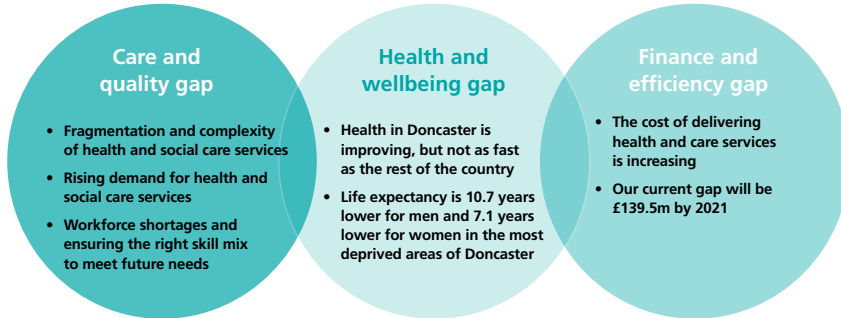 Care and
quality gap
• Fragmentation and complexity
of health and social care services
• Rising demand for health and
social care services
• Workforce shortages and
ensuring the right skill mix
to meet future needs
Health and
wellbeing gap
• Health in Doncaster is
improving, but not as fast
as the rest of the country
• Life expectancy is 10.7 years
lower for men and 7.1 years
lower for women in the most
deprived areas of Doncaster
Finance and
efficiency gap
• The cost of delivering
health and care services
is increasing
• Our current gap will be
£139.5m by 2021